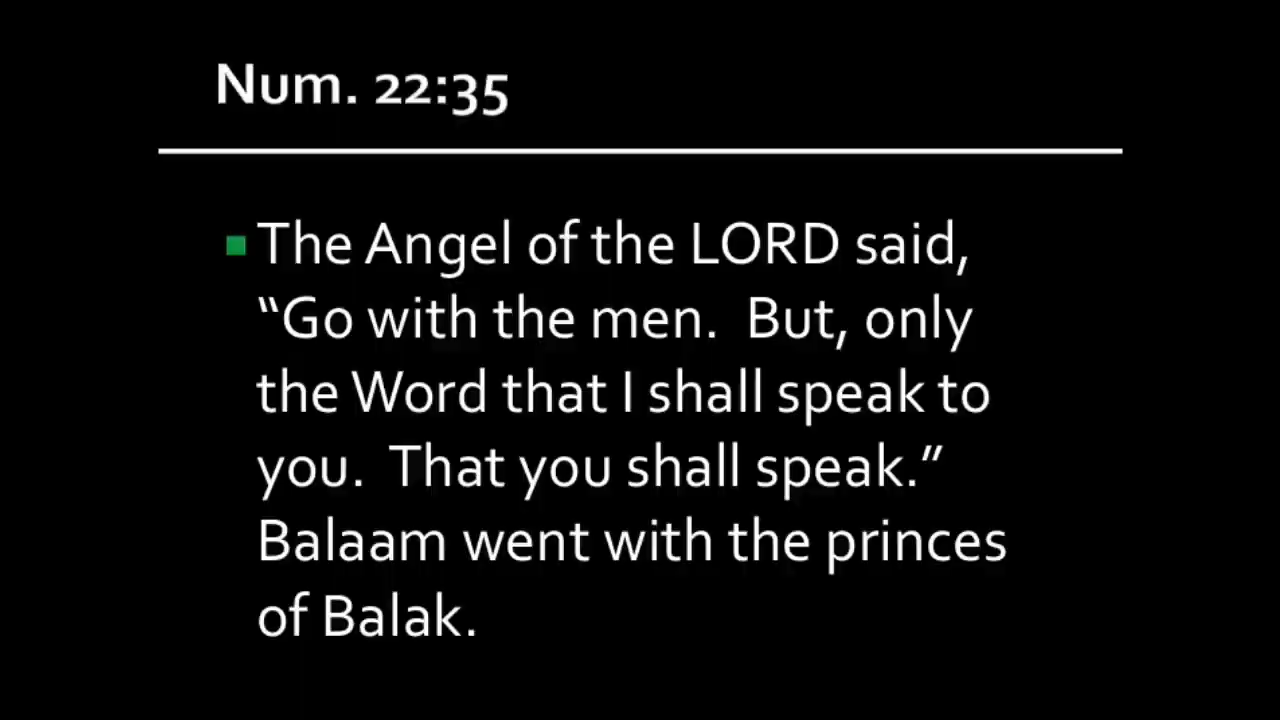 Num. 22:35
The Angel of the LORD said,
“Go with the men.  But, only
the Word that I shall speak to
you.  That you shall speak.”
Balaam went with the princes
of Balak.